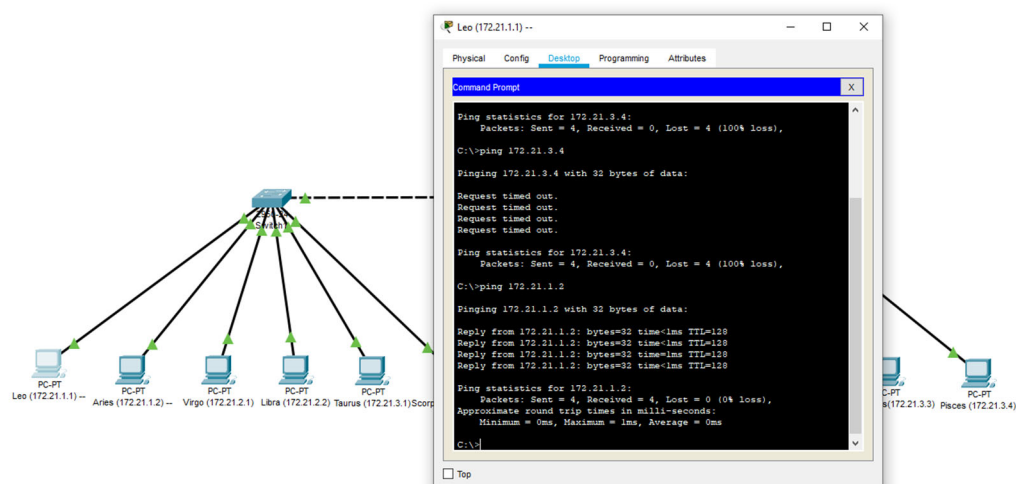 Leo (172.21.1.1) --
Physical Config Desktop Programming Attributes
Command Prompt
X
Ping statistics for 172.21.3.4:
Packets: Sent = 4, Received = 0, Lost = 4 (100% loss),
C:\>ping 172.21.3.4
Pinging 172.21.3.4 with 32 bytes of data:
Request timed out.
Request timed out.
Request timed out.
Request timed out.
Ping statistics for 172.21.3.4:
Packets: Sent = 4, Received = 0, Lost = 4 (100% loss),
C:\>ping 172.21.1.2
Pinging 172.21.1.2 with 32 bytes of data:
Reply from 172.21.1.2: bytes=32 time<1ms TTL=128
Reply from 172.21.1.2: bytes=32 time<1ms TTL=128
Reply from 172.21.1.2: bytes=32 time=1ms TTL=128
Reply from 172.21.1.2: bytes=32 time<1ms TTL=128
Ping statistics for 172.21.1.2:
Packets: Sent = 4, Received = 4, Lost = 0 (0% loss),
Approximate round trip times in milli-seconds:
Minimum = 0ms, Maximum = 1ms, Average = 0ms
C:\>
Top
PC-PT
Leo (172.21.1.1) --
PC-PT
Aries (172.21.1.2) --
PC-PT
Virgo (172.21.2.1)
PC-PT
Libra (172.21.2.2)
PC-PT
Taurus (172.21.3.1)
Scorp
C-PT
s(172.21.3.3)
PC-PT
Pisces (172.21.3.4)